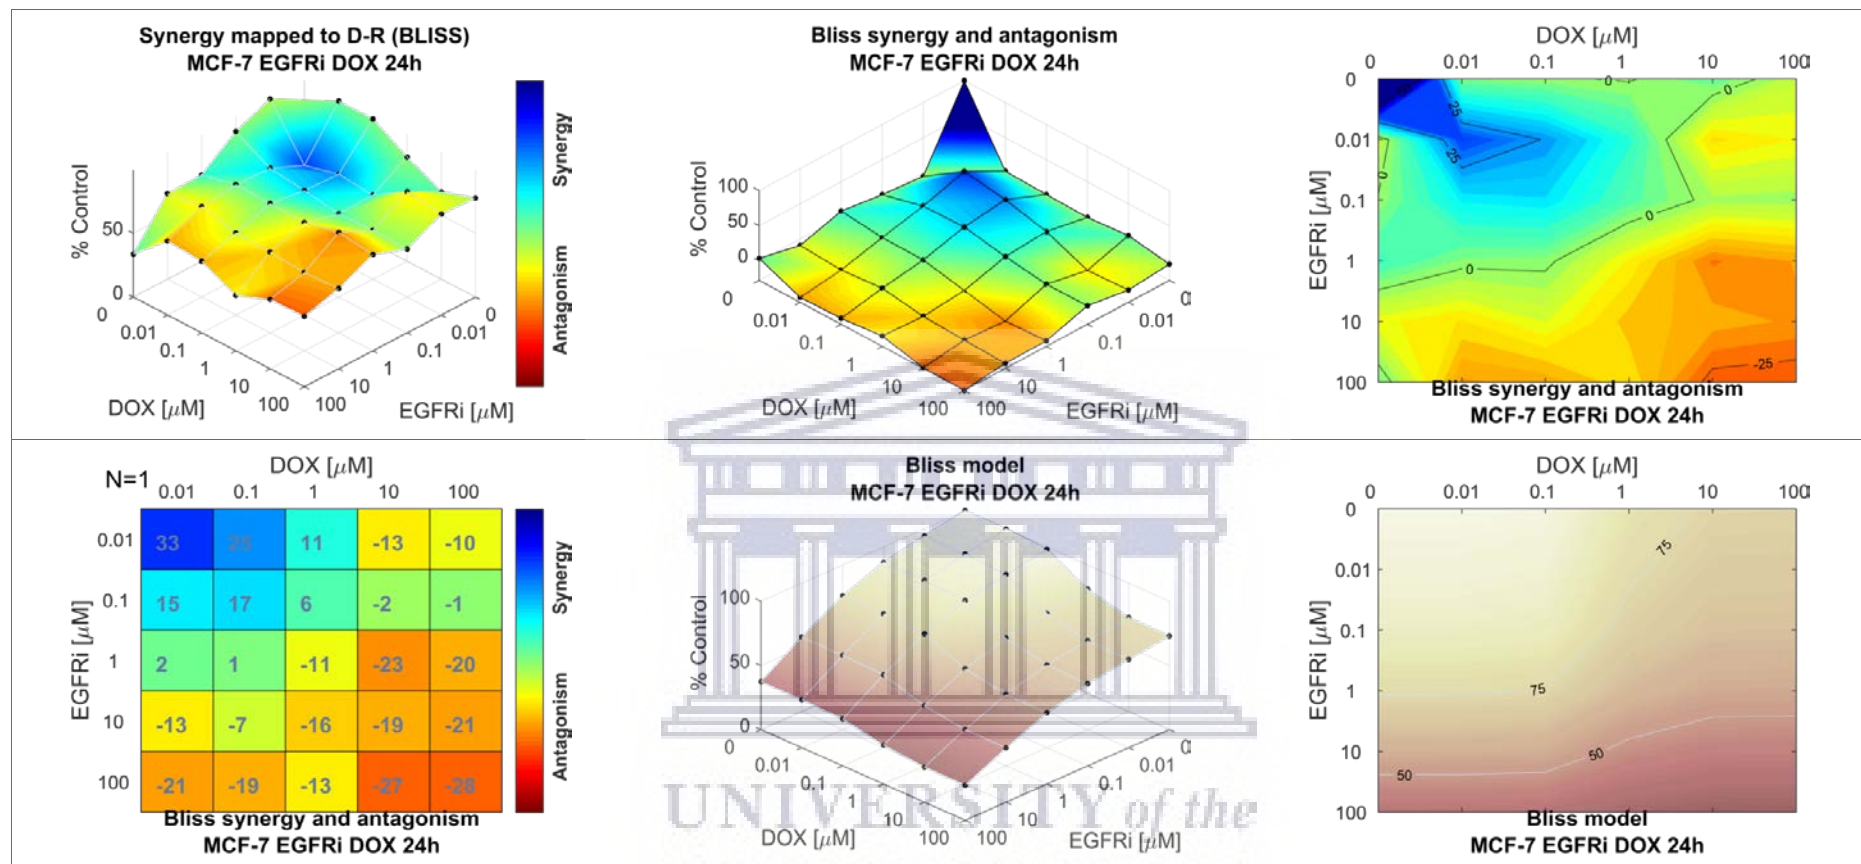 Synergy mapped to D-R (BLISS)
MCF-7 EGFRi DOX 24h
% Control
50
0
0
0.01
0.1
1
10
100
DOX [μM]
100
10
1
0.1
0.01
0
EGFRi [μM]
Synergy
Antagonism
Bliss synergy and antagonism
MCF-7 EGFRi DOX 24h
% Control
100
50
0
0
0.01
0.1
1
10
100
DOX [μM]
100
10
1
0.1
0.01
EGFRi [μM]
DOX [μM]
0 0.01 0.1 1 10 100
EGFRi [μM]
0
0.01
0.1
1
10
100
0
0
25
25
0
0
0
-25
Bliss synergy and antagonism
MCF-7 EGFRi DOX 24h
N=1
DOX [μM]
0.01 0.1 1 10 100
EGFRi [μM]
0.01 33 25 11 -13 -10
0.1 15 17 6 -2 -1
1 2 1 -11 -23 -20
10 -13 -7 -16 -19 -21
100 -21 -19 -13 -27 -28
Synergy
Antagonism
Bliss synergy and antagonism
MCF-7 EGFRi DOX 24h
Bliss model
MCF-7 EGFRi DOX 24h
% Control
100
50
0
0
0.01
0.1
1
10
100
DOX [μM]
100
10
1
0.1
0.01
EGFRi [μM]
UNIVERSITY of the
DOX [μM]
0 0.01 0.1 1 10 100
EGFRi [μM]
0
0.01
0.1
1
10
100
75
75
50
50
Bliss model
MCF-7 EGFRi DOX 24h